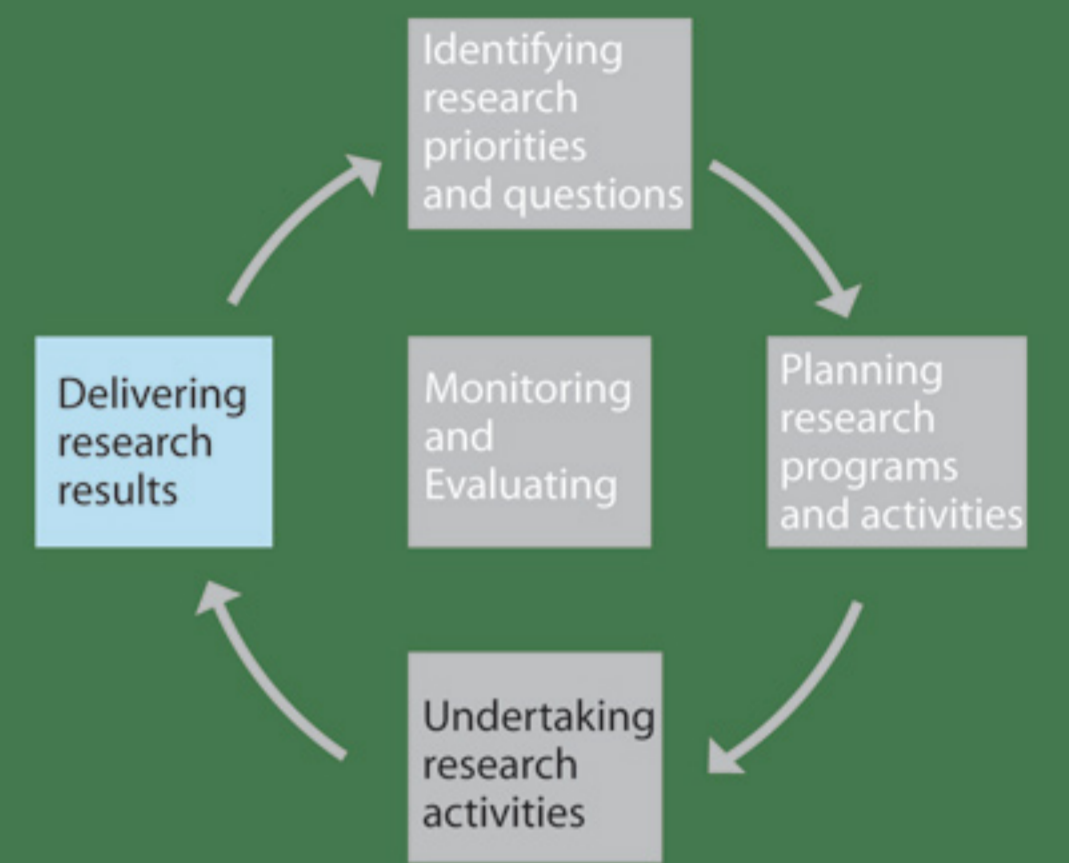 Identifying
research
priorities
and questions
Delivering
research
results
Monitoring
and
Evaluating
Planning
research
programs
and activities
Undertaking
research
activities